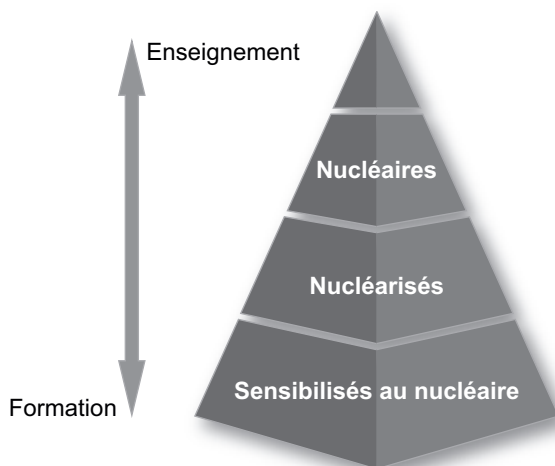 Enseignement
Nucléaires
Nucléarisés
Sensibilisés au nucléaire
Formation